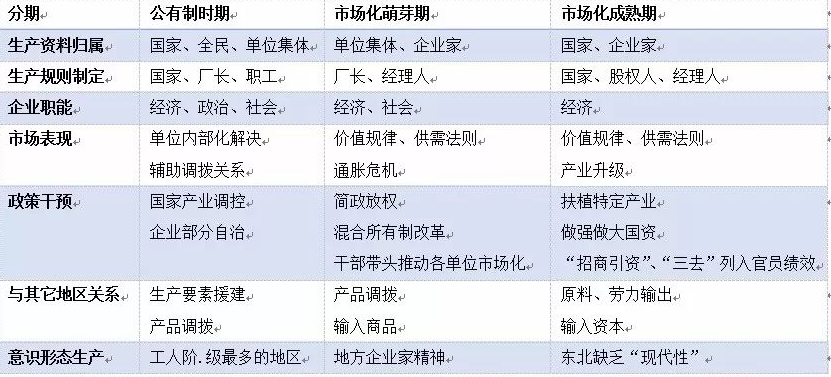 分期 公有制时期 市场化萌芽期 市场化成熟期
生产资料归属 国家、全民、单位集体 单位集体、企业家 国家、企业家
生产规则制定 国家、厂长、职工 厂长、经理人 国家、股权人、经理人
企业职能 经济、政治、社会 经济、社会 经济
市场表现 单位内部化解决 价值规律、供需法则 价值规律、供需法则
辅助调拨关系 通胀危机 产业升级
政策干预 国家产业调控 简政放权 扶植特定产业
企业部分自治 混合所有制改革 做强做大国资
干部带头推动各单位市场化 “招商引资”、“三去”列入官员绩效
与其它地区关系 生产要素援建 产品调拨 原料、劳力输出
产品调拨 输入商品 输入资本
意识形态生产 工人阶.级最多的地区 地方企业家精神 东北缺乏“现代性”